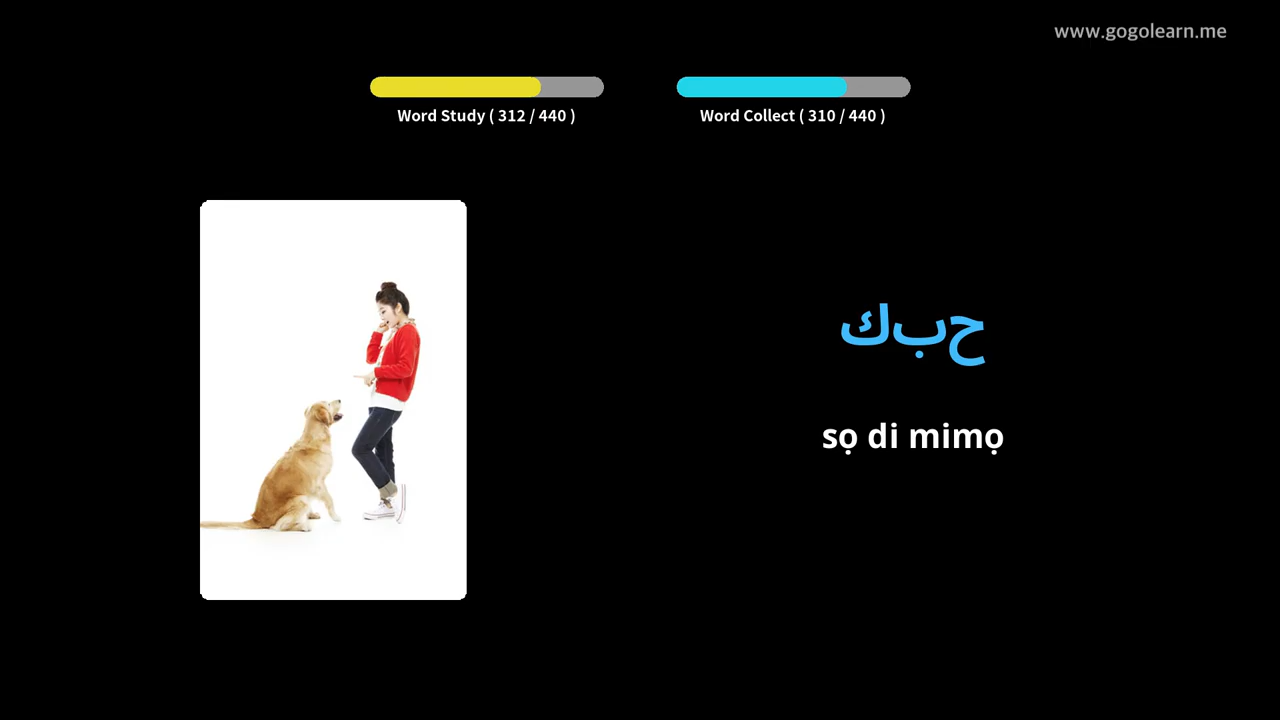 www.gogolearn.me
Word Study ( 312 / 440 )
Word Collect ( 310 / 440 )
حبك
sọ di mimọ